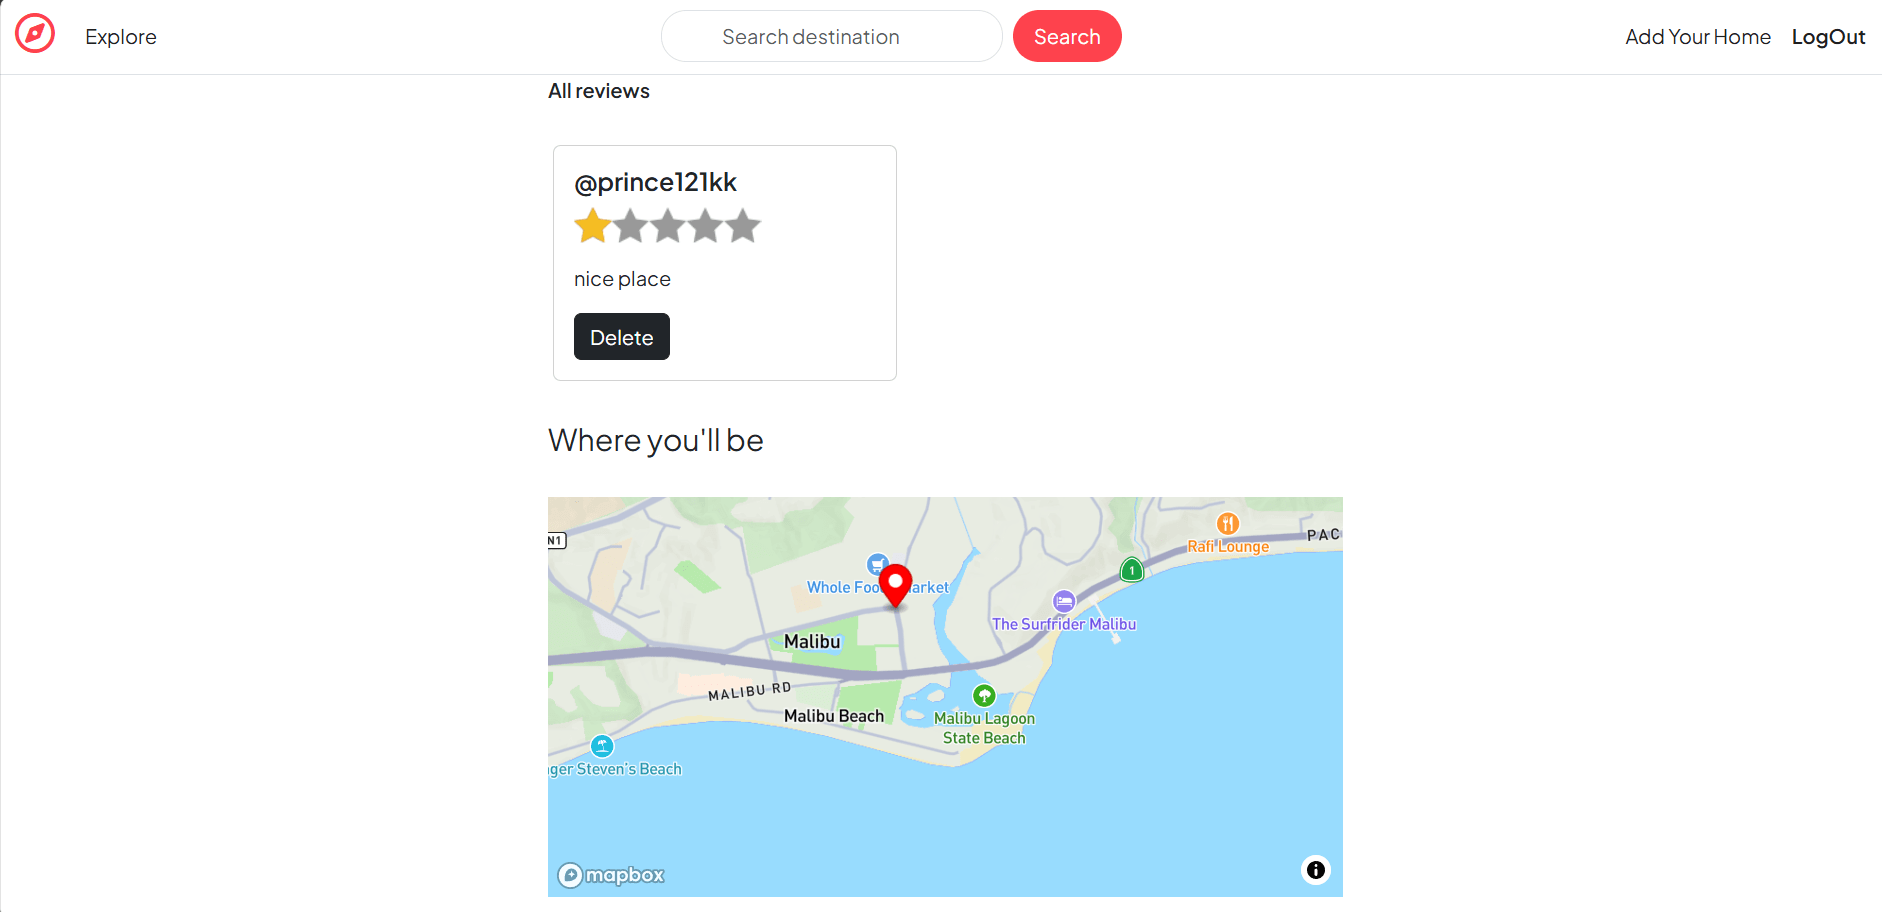 Explore
Search destination
Search
Add Your Home
LogOut
All reviews
@prince121kk
nice place
Delete
Where you'll be
N1
PAC
Rafi Lounge
1
Whole Foo arket
The Surfrider Malibu
Malibu
MALIBU RD
Malibu Beach
Malibu Lagoon
State Beach
ger Steven's Beach
mapbox